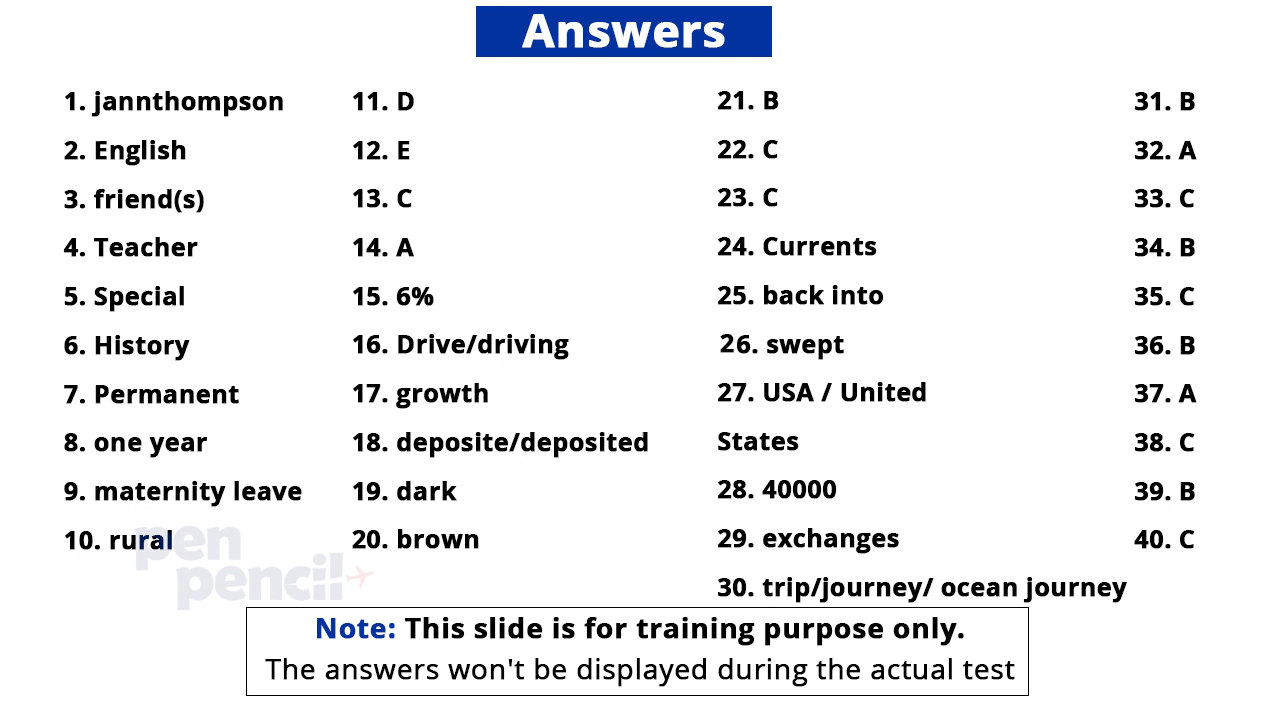 Answers
1. jannthompson
2. English
3. friend(s)
4. Teacher
5. Special
6. History
7. Permanent
8. one year
9. maternity leave
10. rural
11. D
12. E
13. C
14. A
15. 6%
16. Drive/driving
17. growth
18. deposite/deposited
19. dark
20. brown
21. B
22. C
23. C
24. Currents
25. back into
26. swept
27. USA / United
States
28. 40000
29. exchanges
30. trip/journey/ ocean journey
31. B
32. A
33. C
34. B
35. C
36. B
37. A
38. C
39. B
40. C
pen
pencil
Note: This slide is for training purpose only.
The answers won't be displayed during the actual test